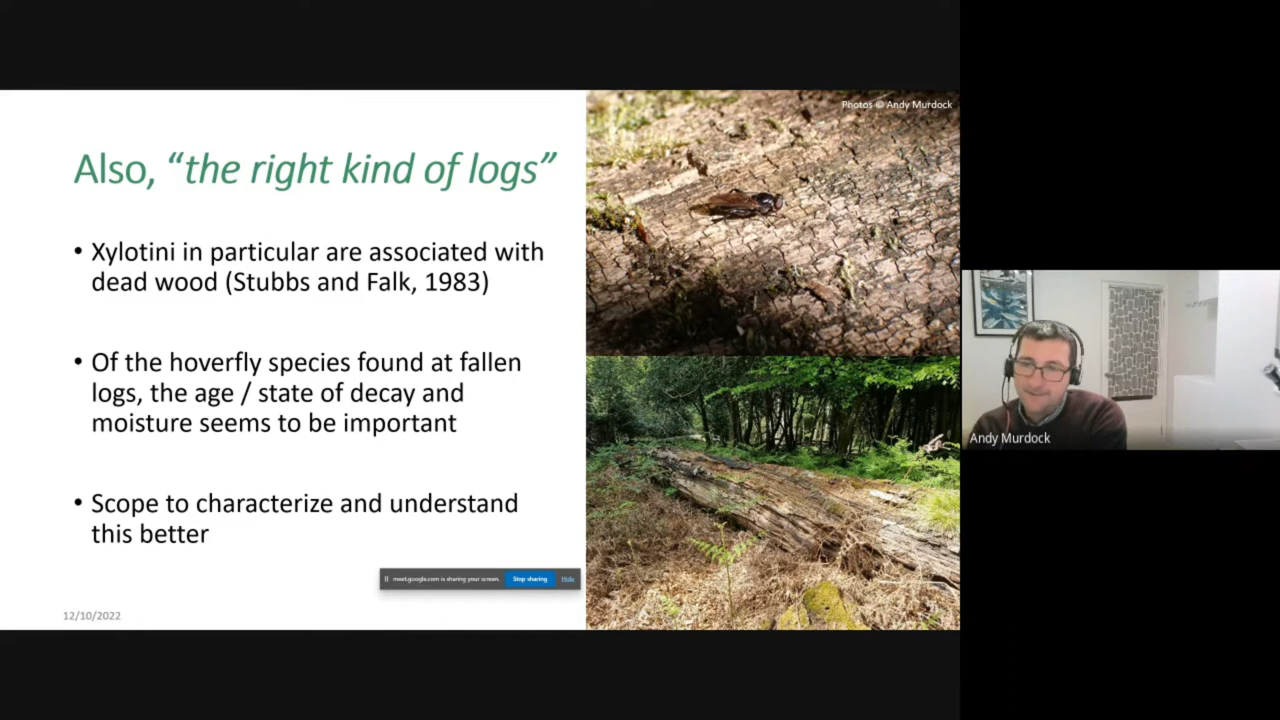 Photos © Andy Murdock
Also, “the right kind of logs”
• Xylotini in particular are associated with
dead wood (Stubbs and Falk, 1983)
• Of the hoverfly species found at fallen
logs, the age / state of decay and
moisture seems to be important
• Scope to characterize and understand
this better
meet.google.com is sharing your screen. Stop sharing Hide
12/10/2022
Andy Murdock